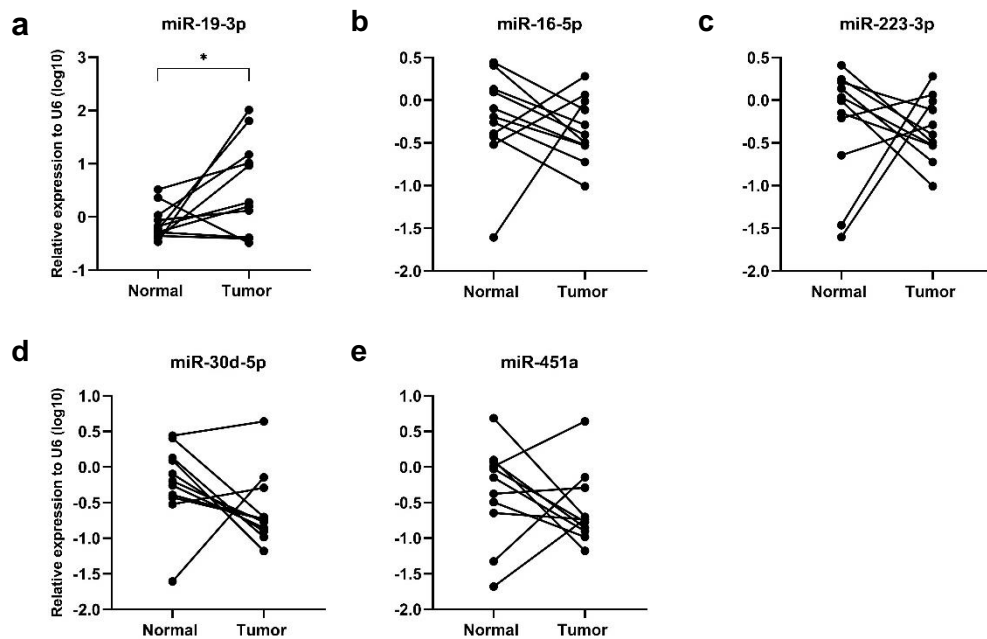 a
miR-19-3p
*
Relative expression to U6 (log10)
3
2
1
0
-1
Normal Tumor
b
miR-16-5p
0.5
0.0
-0.5
-1.0
-1.5
-2.0
Normal Tumor
c
miR-223-3p
0.5
0.0
-0.5
-1.0
-1.5
-2.0
Normal Tumor
d
miR-30d-5p
Relative expression to U6 (log10)
1.0
0.5
0.0
-0.5
-1.0
-1.5
-2.0
Normal Tumor
e
miR-451a
1.0
0.5
0.0
-0.5
-1.0
-1.5
-2.0
Normal Tumor